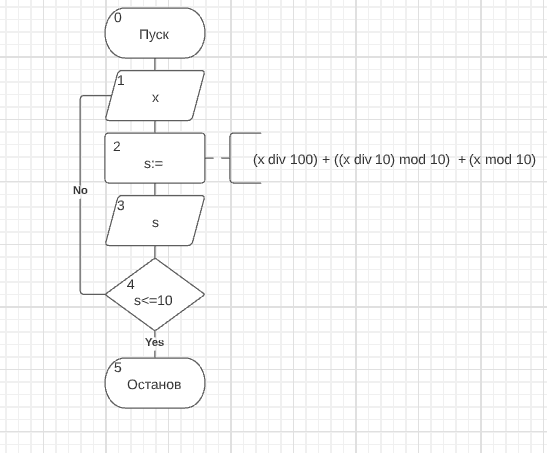 0
Пуск
1
x
2
s:=
(x div 100) + ((x div 10) mod 10) + (x mod 10)
No
3
s
4
s<=10
Yes
5
Останов